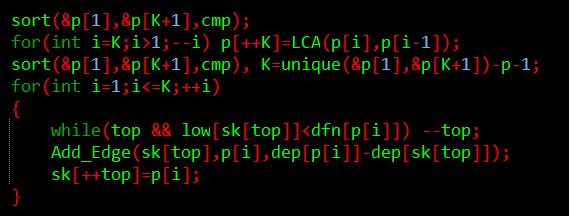 sort(&p[1],&p[K+1],cmp);
for(int i=K;i>1;--i) p[++K]=LCA(p[i],p[i-1]);
sort(&p[1],&p[K+1],cmp), K=unique(&p[1],&p[K+1])-p-1;
for(int i=1;i<=K;++i)
{
    while(top && low[sk[top]]<dfn[p[i]]) --top;
    Add_Edge(sk[top],p[i],dep[p[i]]-dep[sk[top]]);
    sk[++top]=p[i];
}